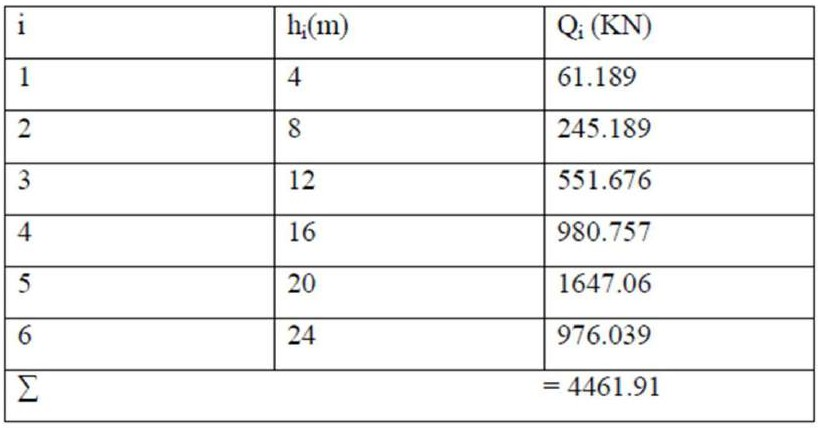 i hᵢ(m) Qᵢ (KN)
1 4 61.189
2 8 245.189
3 12 551.676
4 16 980.757
5 20 1647.06
6 24 976.039
∑ = 4461.91